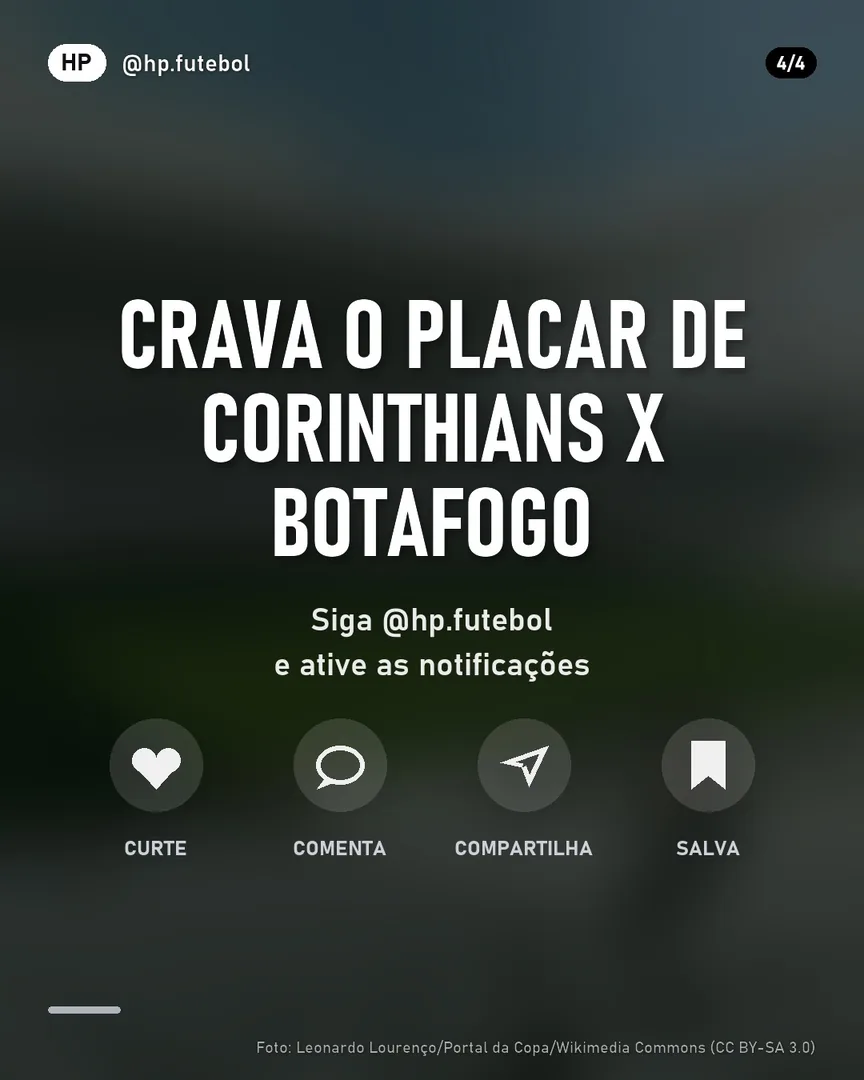 HP @hp.futebol 4/4
CRAVA O PLACAR DE
CORINTHIANS X
BOTAFOGO
Siga @hp.futebol
e ative as notificações
CURTE COMENTA COMPARTILHA SALVA
Foto: Leonardo Lourenço/Portal da Copa/Wikimedia Commons (CC BY-SA 3.0)